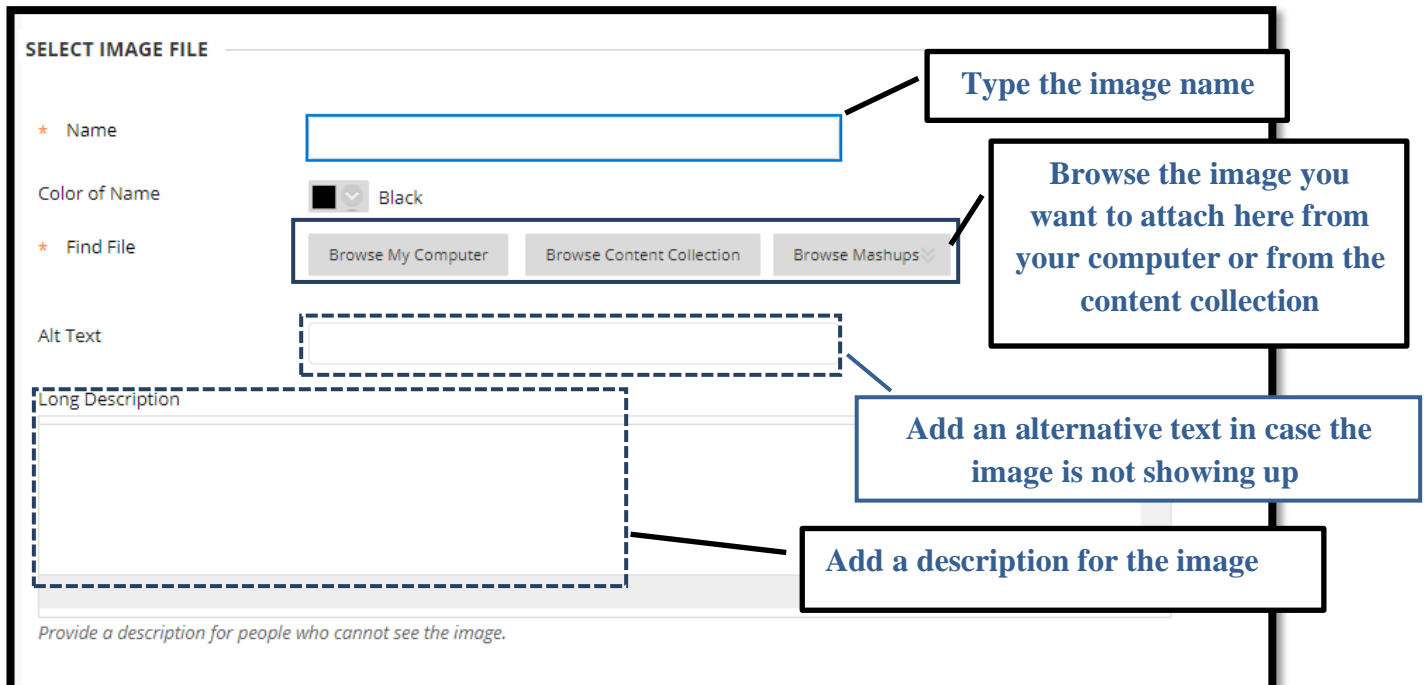 SELECT IMAGE FILE
Type the image name
* Name
Browse the image you
want to attach here from
your computer or from the
content collection
Color of Name
Black
* Find File
Browse My Computer
Browse Content Collection
Browse Mashups
Alt Text
Add an alternative text in case the
image is not showing up
Long Description
Add a description for the image
Provide a description for people who cannot see the image.